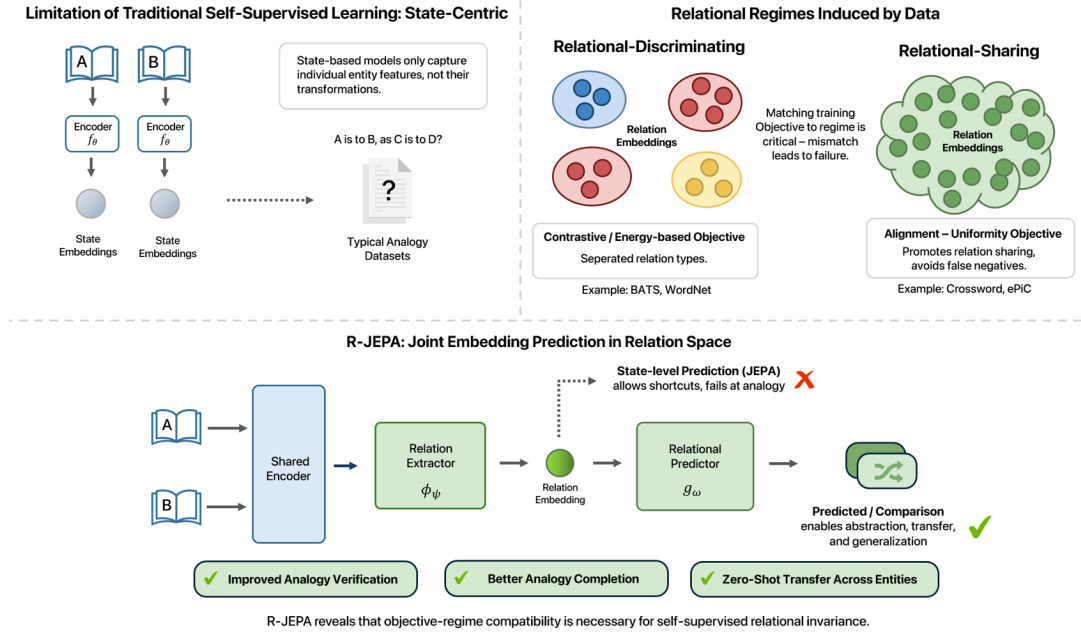 Limitation of Traditional Self-Supervised Learning: State-Centric
A
B
Encoder
f_θ
Encoder
f_θ
State
Embeddings
State
Embeddings
State-based models only capture
individual entity features, not their
transformations.
A is to B, as C is to D?
?
Typical Analogy
Datasets
Relational Regimes Induced by Data
Relational-Discriminating
Relation
Embeddings
Contrastive / Energy-based Objective
Seperated relation types.
Example: BATS, WordNet
Matching training
Objective to regime is
critical – mismatch
leads to failure.
Relational-Sharing
Relation
Embeddings
Alignment – Uniformity Objective
Promotes relation sharing,
avoids false negatives.
Example: Crossword, ePiC
R-JEPA: Joint Embedding Prediction in Relation Space
A
B
Shared
Encoder
Relation
Extractor
ϕ_ψ
Relation
Embedding
State-level Prediction (JEPA)
allows shortcuts, fails at analogy
Relational
Predictor
g_ω
Predicted / Comparison
enables abstraction, transfer,
and generalization
Improved Analogy Verification
Better Analogy Completion
Zero-Shot Transfer Across Entities
R-JEPA reveals that objective-regime compatibility is necessary for self-supervised relational invariance.